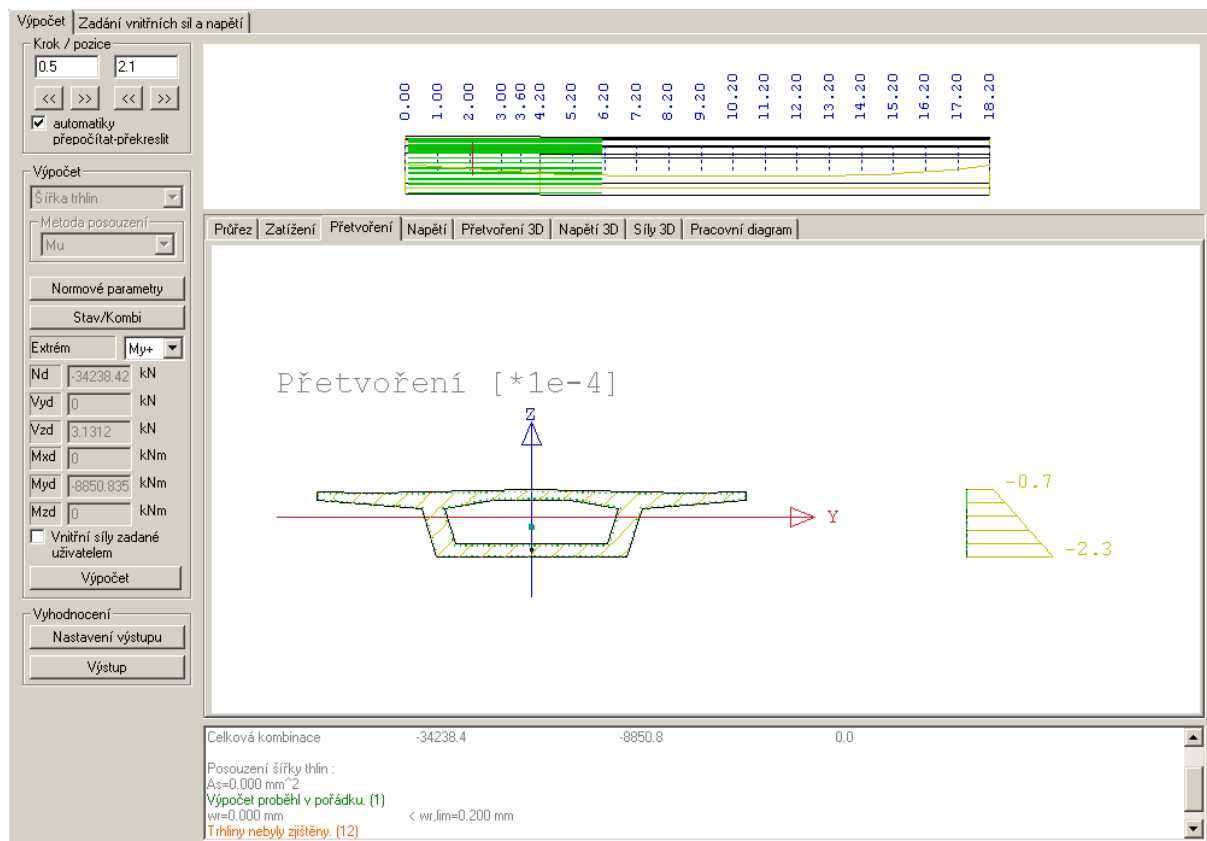 Výpočet Zadání vnitřních sil a napětí
Krok / pozice
0.5 2.1
<< >> << >>
automatiky
přepočítat-překreslit
Výpočet
Šířka trhlin
Metoda posouzení
Mu
Normové parametry
Stav/Kombi
Extrém My+
Nd -34238.42 kN
Vyd 0 kN
Vzd 3.1312 kN
Mxd 0 kNm
Myd -8850.835 kNm
Mzd 0 kNm
Vnitřní síly zadané
uživatelem
Výpočet
Vyhodnocení
Nastavení výstupu
Výstup
0.00 1.00 2.00 3.00 3.60 4.20 5.20 6.20 7.20 8.20 9.20 10.20 11.20 12.20 13.20 14.20 15.20 16.20 17.20 18.20
Průřez Zatížení Přetvoření Napětí Přetvoření 3D Napětí 3D Síly 3D Pracovní diagram
Přetvoření [*1e-4]
Z
Y
-0.7
-2.3
Celková kombinace -34238.4 -8850.8 0.0
Posouzení šířky thlin :
As=0.000 mm^2
Výpočet proběhl v pořádku. (1)
wr=0.000 mm < wr,lim=0.200 mm
Trhliny nebyly zjištěny. (12)